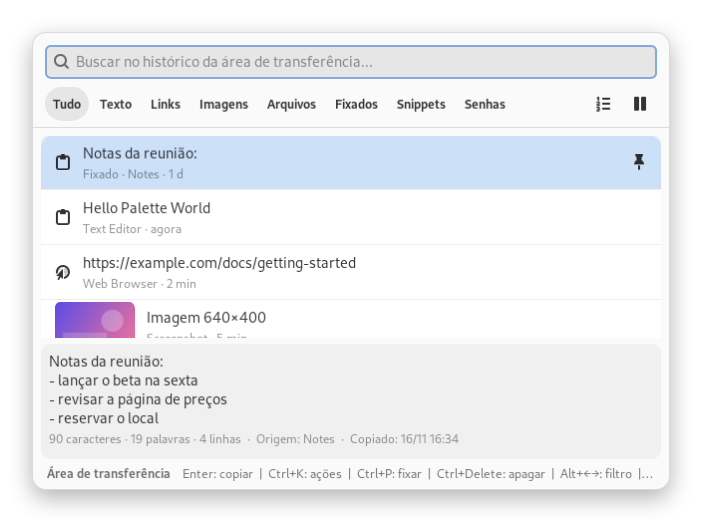 Buscar no histórico da área de transferência...
Tudo Texto Links Imagens Arquivos Fixados Snippets Senhas
Notas da reunião:
Fixado · Notes · 1 d
Hello Palette World
Text Editor · agora
https://example.com/docs/getting-started
Web Browser · 2 min
Imagem 640×400
Screenshot · 5 min
Notas da reunião:
- lançar o beta na sexta
- revisar a página de preços
- reservar o local
90 caracteres · 19 palavras · 4 linhas · Origem: Notes · Copiado: 16/11 16:34
Área de transferência Enter: copiar | Ctrl+K: ações | Ctrl+P: fixar | Ctrl+Delete: apagar | Alt+←→: filtro |...